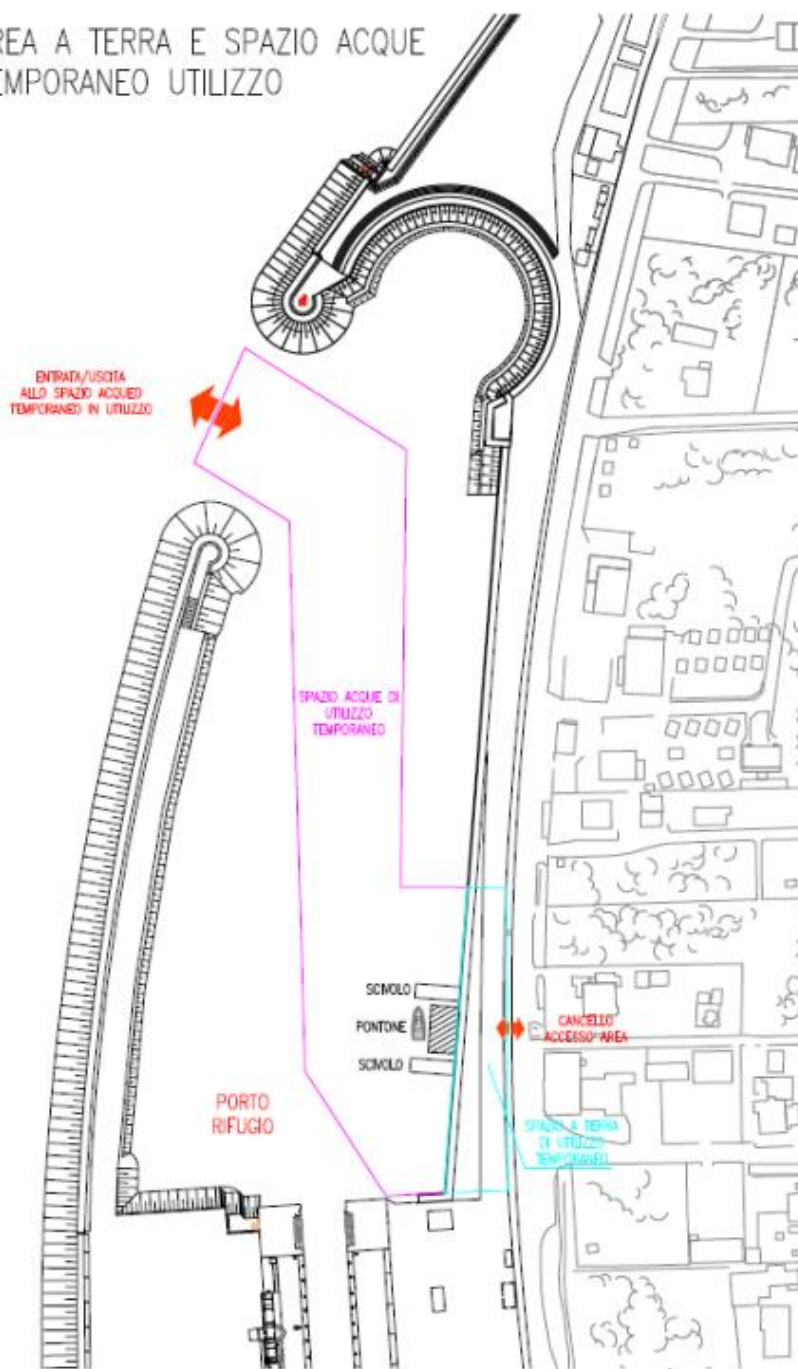 REA A TERRA E SPAZIO ACQUE
EMPORANEO UTILIZZO
ENTRATA/USCITA
ALLO SPAZIO ACQUEO
TEMPORANEO IN UTILIZZO
SPAZIO ACQUE DI
UTILIZZO
TEMPORANEO
SCIVOLO
PONTONE
SCIVOLO
CANCELLO
ACCESSO AREA
PORTO
RIFUGIO
SPAZIO A TERRA
DI UTILIZZO
TEMPORANEO